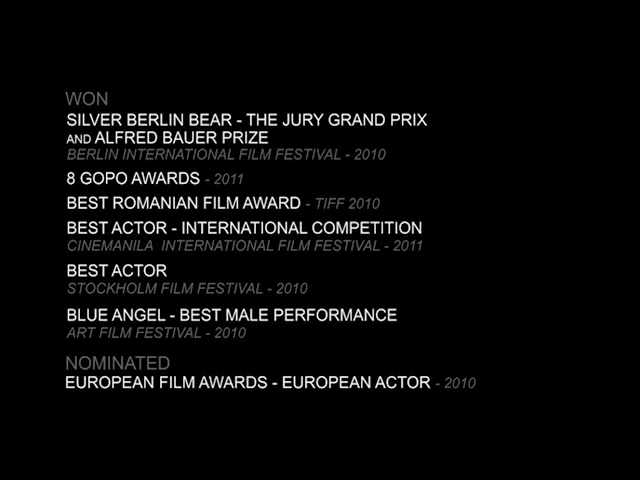 WON
SILVER BERLIN BEAR - THE JURY GRAND PRIX
AND ALFRED BAUER PRIZE
BERLIN INTERNATIONAL FILM FESTIVAL - 2010
8 GOPO AWARDS - 2011
BEST ROMANIAN FILM AWARD - TIFF 2010
BEST ACTOR - INTERNATIONAL COMPETITION
CINEMANILA INTERNATIONAL FILM FESTIVAL - 2011
BEST ACTOR
STOCKHOLM FILM FESTIVAL - 2010
BLUE ANGEL - BEST MALE PERFORMANCE
ART FILM FESTIVAL - 2010
NOMINATED
EUROPEAN FILM AWARDS - EUROPEAN ACTOR - 2010